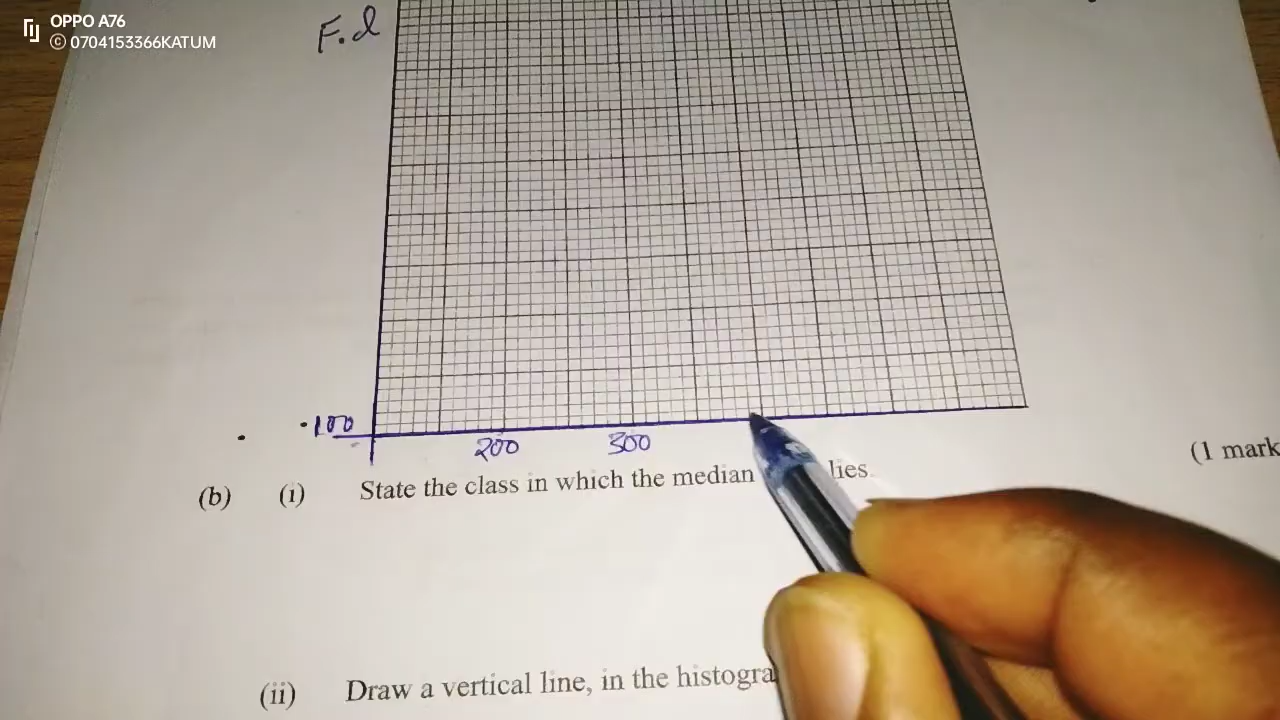 OPPO A76
© 0704153366KATUM
F.d
100
200
300
(b) (i) State the class in which the median lies.
(1 mark
(ii) Draw a vertical line, in the histogra